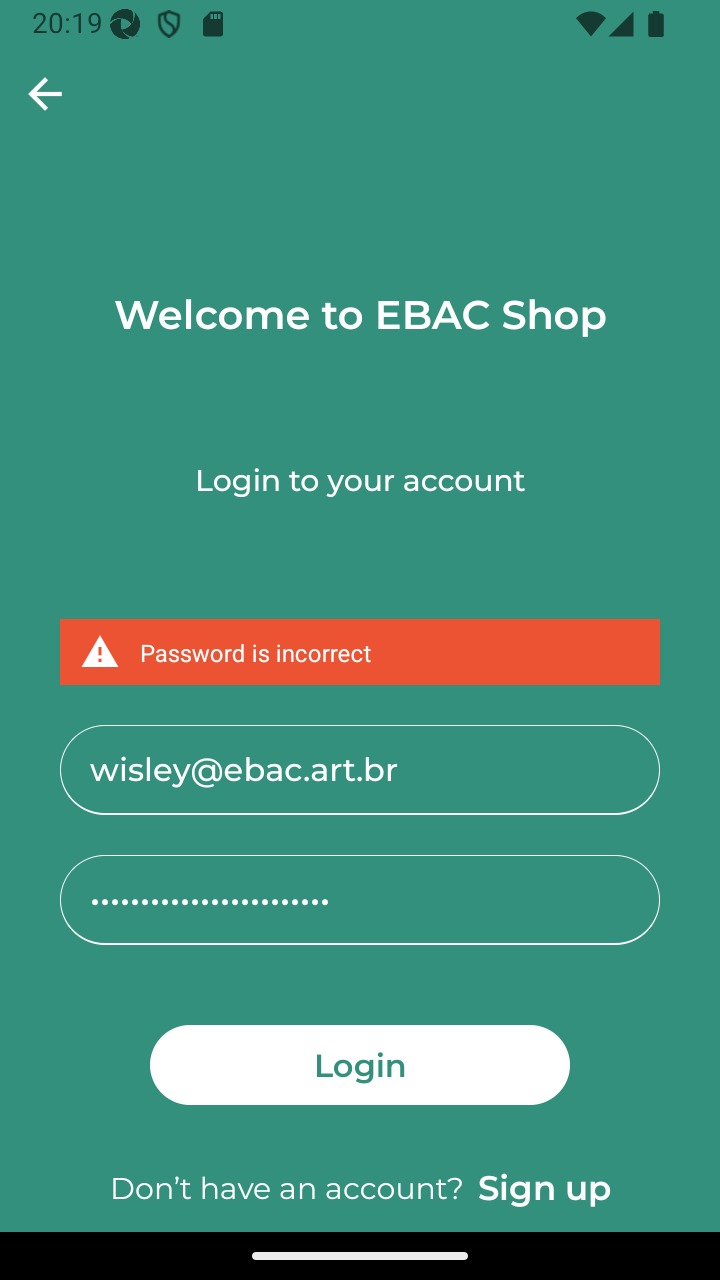 20:19
Welcome to EBAC Shop
Login to your account
Password is incorrect
wisley@ebac.art.br
••••••••••••••••••••••••
Login
Don’t have an account? Sign up